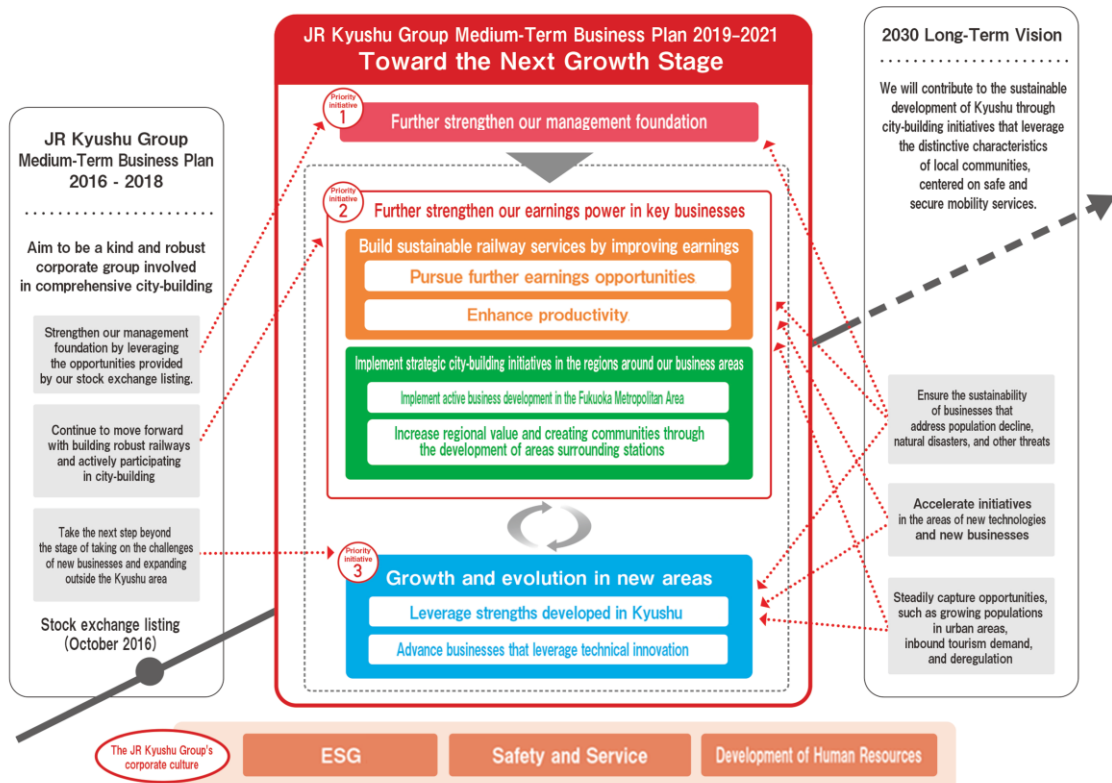 JR Kyushu Group
Medium-Term Business Plan
2016 - 2018
Aim to be a kind and robust
corporate group involved
in comprehensive city-building
Strengthen our management
foundation by leveraging
the opportunities provided
by our stock exchange listing.
Continue to move forward
with building robust railways
and actively participating
in city-building
Take the next step beyond
the stage of taking on the challenges
of new businesses and expanding
outside the Kyushu area
Stock exchange listing
(October 2016)
JR Kyushu Group Medium-Term Business Plan 2019-2021
Toward the Next Growth Stage
Priority
initiative
1
Further strengthen our management foundation
Priority
initiative
2
Further strengthen our earnings power in key businesses
Build sustainable railway services by improving earnings
Pursue further earnings opportunities
Enhance productivity
Implement strategic city-building initiatives in the regions around our business areas
Implement active business development in the Fukuoka Metropolitan Area
Increase regional value and creating communities through
the development of areas surrounding stations
Priority
initiative
3
Growth and evolution in new areas
Leverage strengths developed in Kyushu
Advance businesses that leverage technical innovation
2030 Long-Term Vision
We will contribute to the sustainable
development of Kyushu through
city-building initiatives that leverage
the distinctive characteristics
of local communities,
centered on safe and
secure mobility services.
Ensure the sustainability
of businesses that
address population decline,
natural disasters, and other threats
Accelerate initiatives
in the areas of new technologies
and new businesses
Steadily capture opportunities,
such as growing populations
in urban areas,
inbound tourism demand,
and deregulation
The JR Kyushu Group's
corporate culture
ESG
Safety and Service
Development of Human Resources